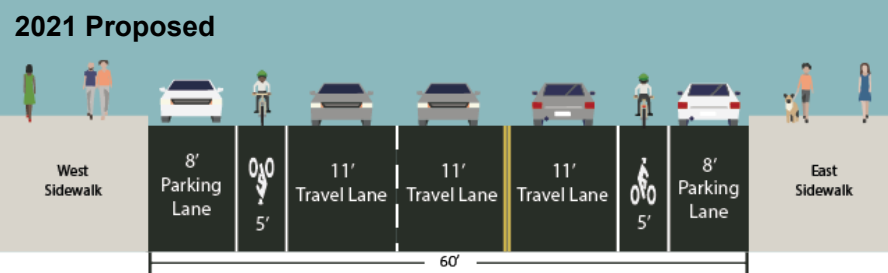 2021 Proposed
West
Sidewalk
8'
Parking
Lane
5'
11'
Travel Lane
11'
Travel Lane
11'
Travel Lane
5'
8'
Parking
Lane
East
Sidewalk
60'